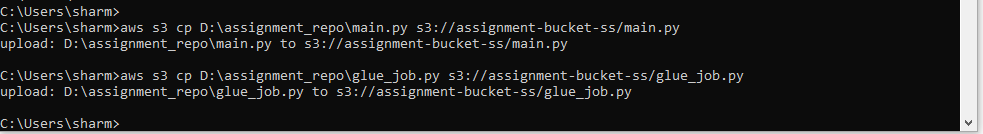 C:\Users\sharm>
C:\Users\sharm>aws s3 cp D:\assignment_repo\main.py s3://assignment-bucket-ss/main.py
upload: D:\assignment_repo\main.py to s3://assignment-bucket-ss/main.py
C:\Users\sharm>aws s3 cp D:\assignment_repo\glue_job.py s3://assignment-bucket-ss/glue_job.py
upload: D:\assignment_repo\glue_job.py to s3://assignment-bucket-ss/glue_job.py
C:\Users\sharm>